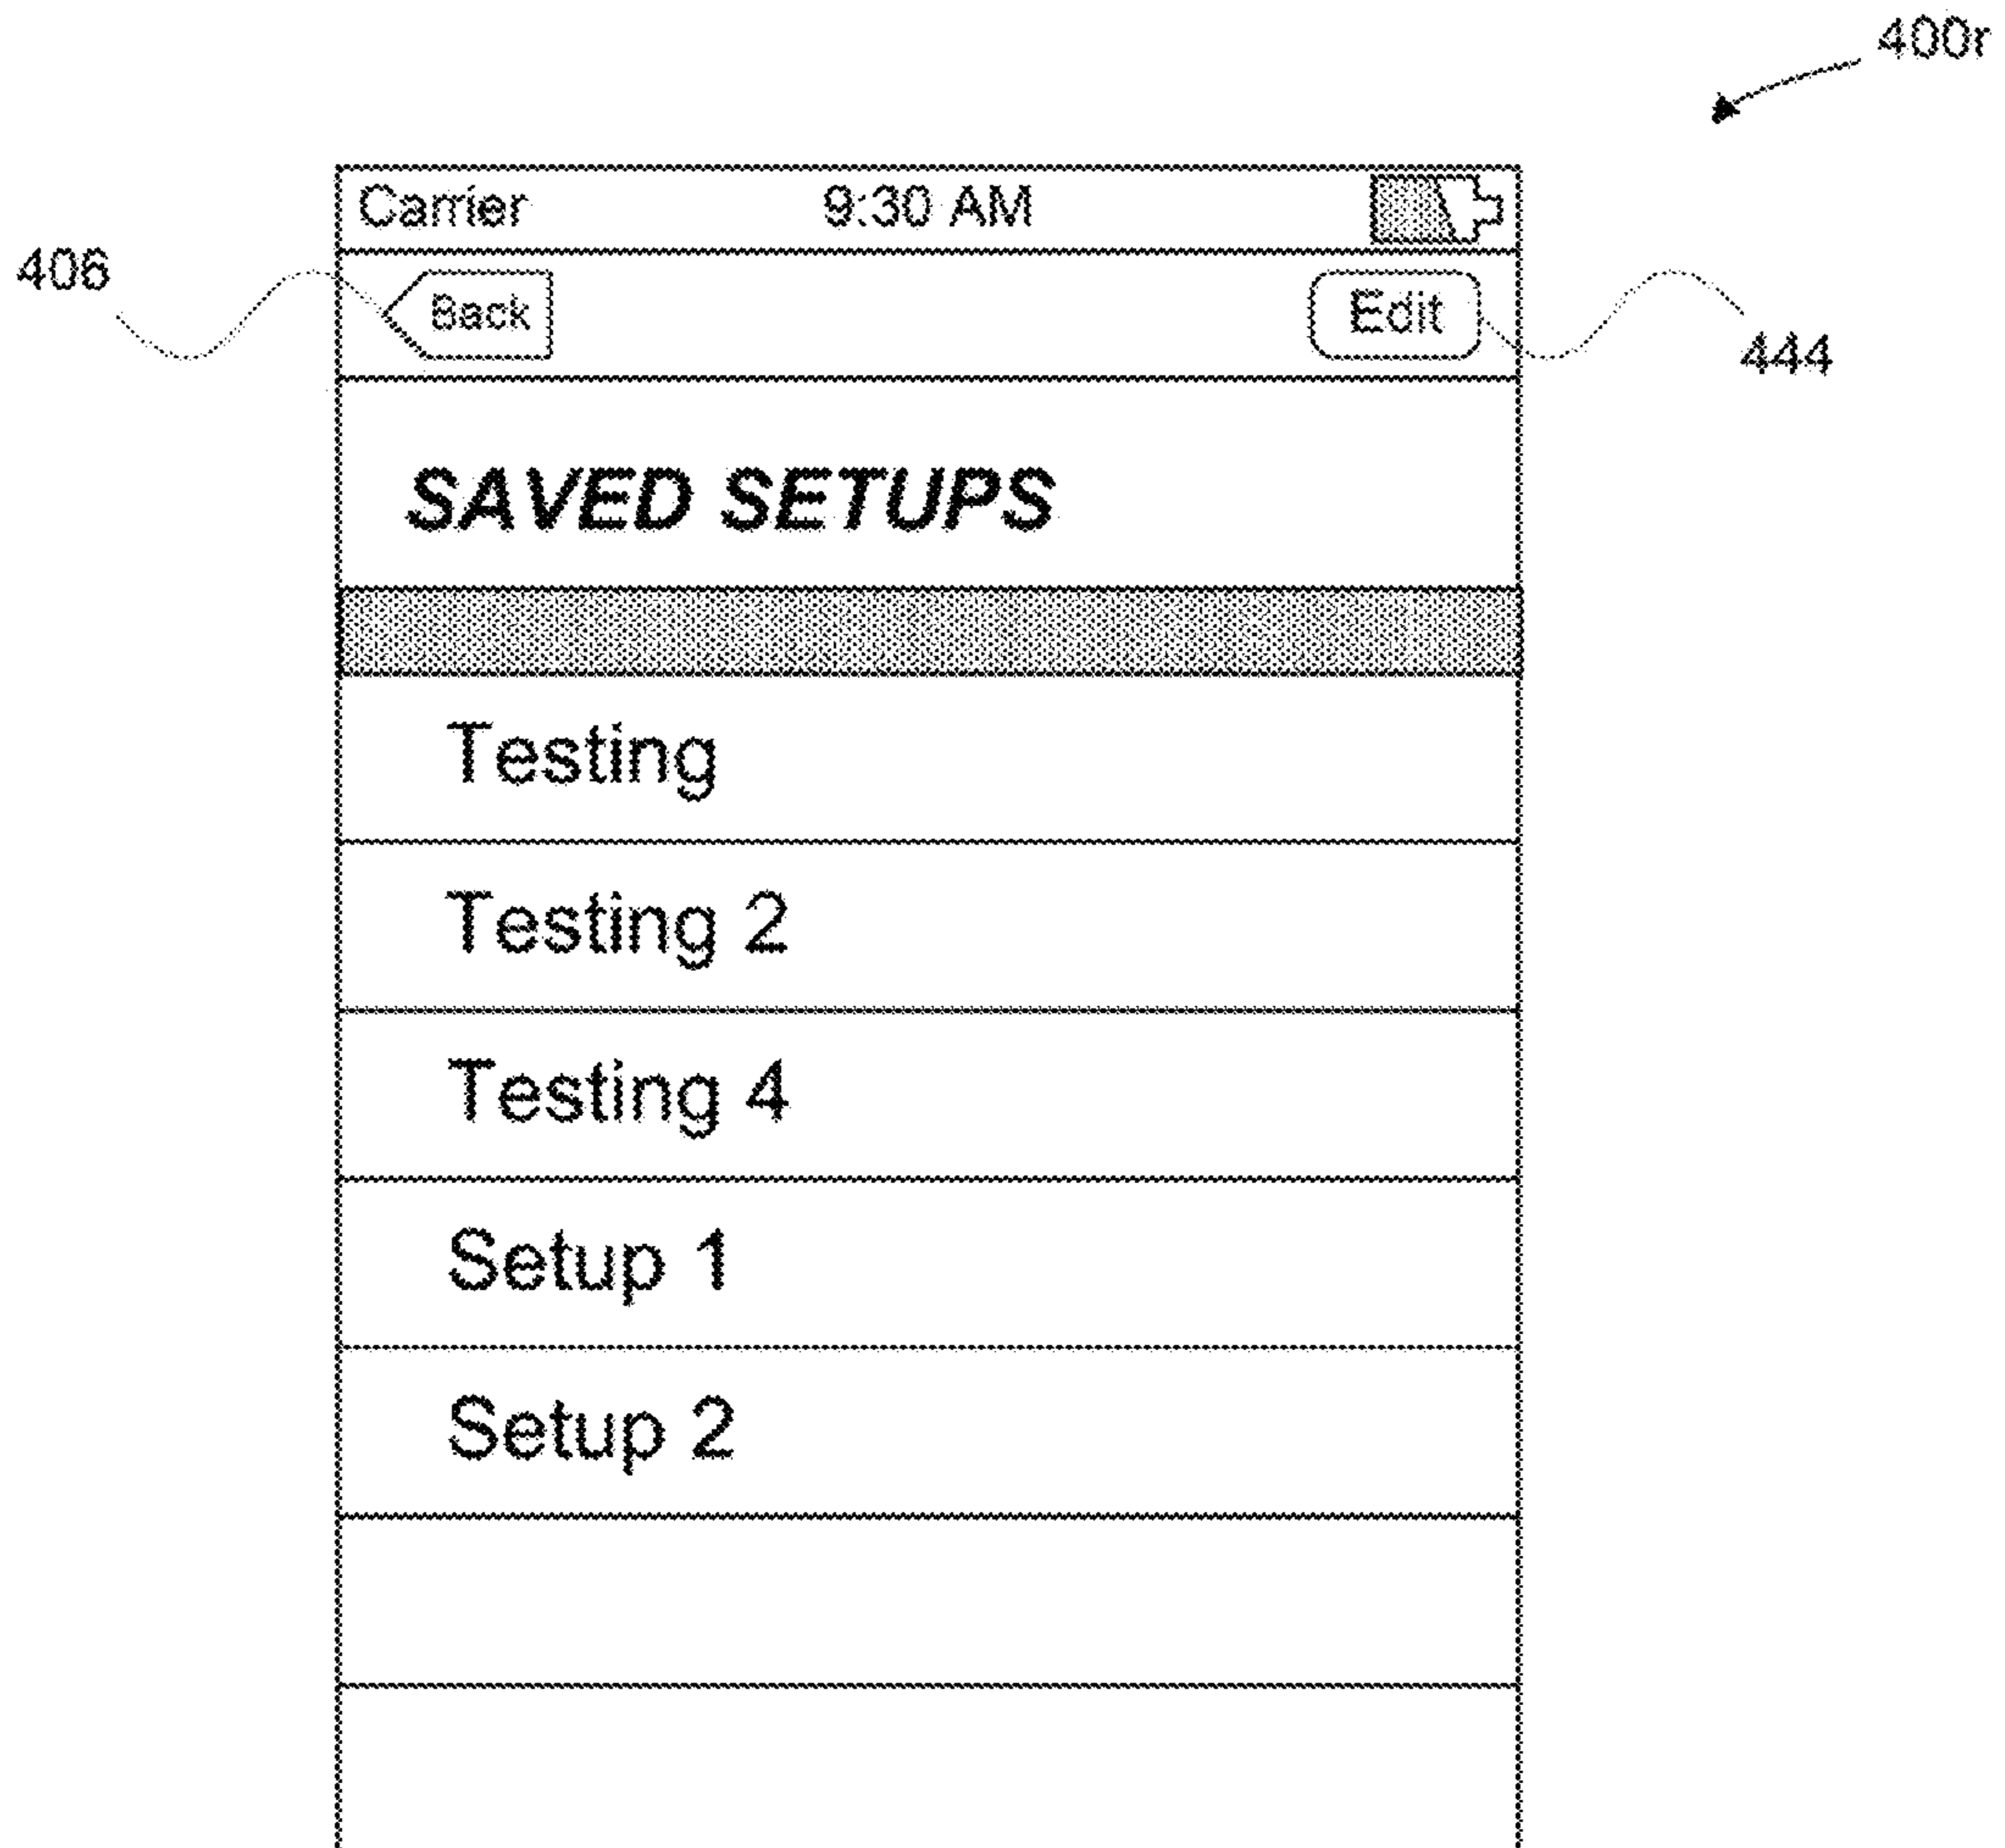 400r
Carrier 9:30 AM
406
Back Edit
444
SAVED SETUPS
Testing
Testing 2
Testing 4
Setup 1
Setup 2